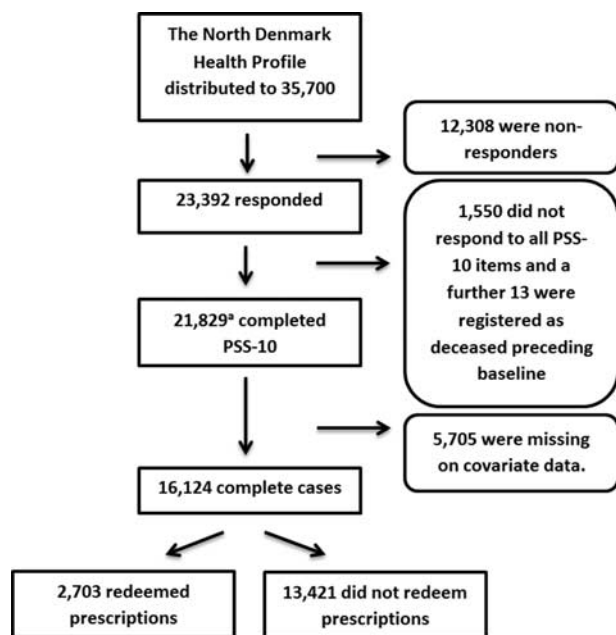 The North Denmark
Health Profile
distributed to 35,700
12,308 were non-
responders
23,392 responded
1,550 did not
respond to all PSS-
10 items and a
further 13 were
registered as
deceased preceding
baseline
21,829ª completed
PSS-10
5,705 were missing
on covariate data.
16,124 complete cases
2,703 redeemed
prescriptions
13,421 did not redeem
prescriptions